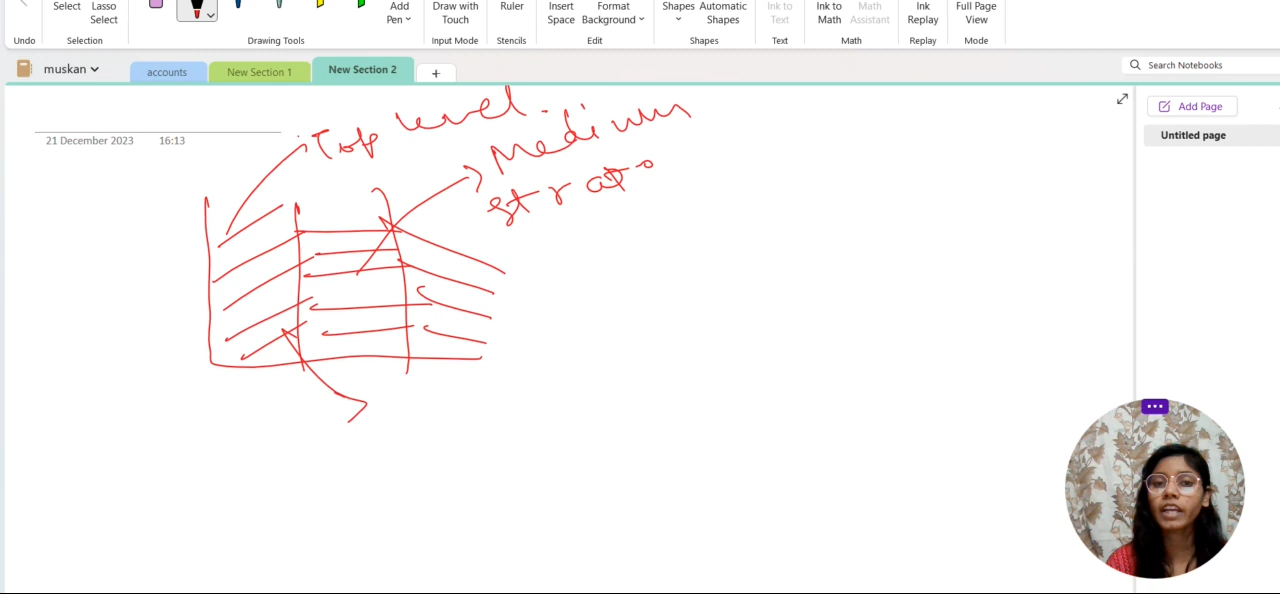 Select
Lasso Select
Add Pen
Draw with Touch
Ruler
Insert Space
Format Background
Shapes
Automatic Shapes
Ink to Text
Ink to Math
Math Assistant
Ink Replay
Full Page View
Undo
Selection
Drawing Tools
Input Mode
Stencils
Edit
Shapes
Text
Math
Replay
Mode
muskan
accounts
New Section 1
New Section 2
+
Search Notebooks
Add Page
Untitled page
21 December 2023 16:13
Top level.
Medium